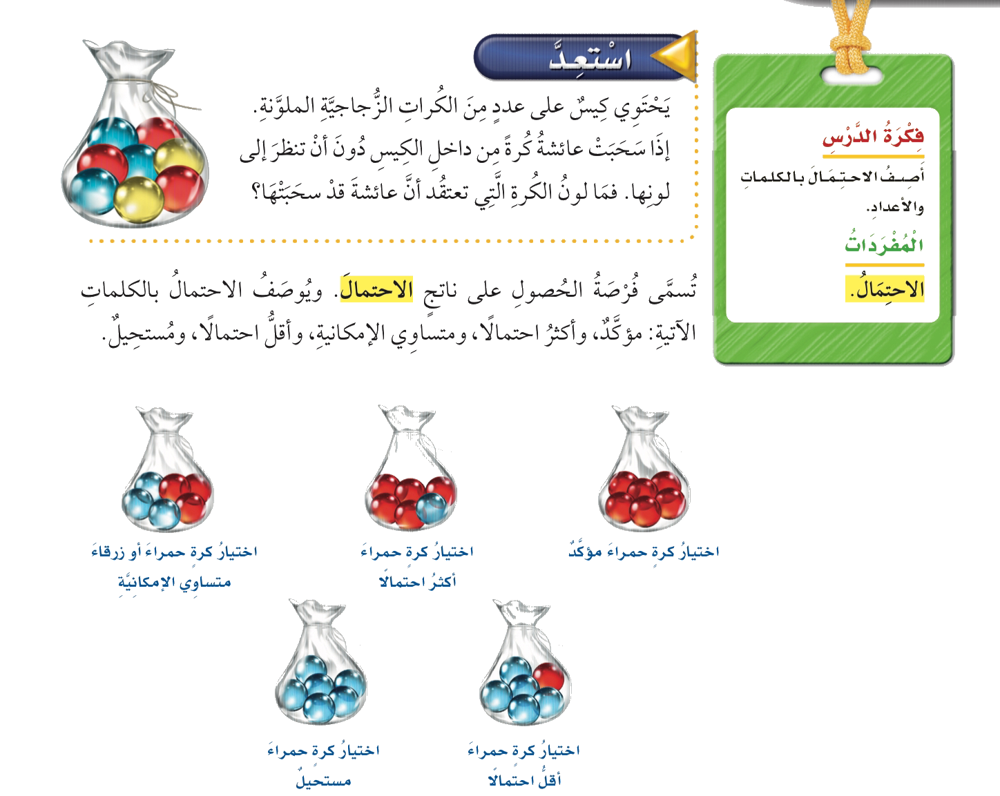 فِكْرَةُ الدَّرْسِ
أَصِفُ الاحتِمَالَ بالكلماتِ
والأعدادِ.
الْمُفْرَدَاتُ
الاحتِمَالُ.
اسْتَعِدَّ
يَحْتَوِي كِيسٌ على عددٍ مِنَ الكُراتِ الزُّجاجيَّةِ الملوَّنةِ.
إذَا سَحَبَتْ عائشةُ كُرةً مِن داخلِ الكِيسِ دُونَ أنْ تنظرَ إلى
لونِها. فمَا لونُ الكُرةِ الَّتِي تعتقُد أنَّ عائشةَ قدْ سحَبَتْهَا؟
تُسمَّى فُرْصَةُ الحُصولِ على ناتجٍ الاحتمالَ. ويُوصَفُ الاحتمالُ بالكلماتِ
الآتيةِ: مؤكَّدٌ، وأكثرُ احتمالًا، ومتساوِي الإمكانيةِ، وأقلُّ احتمالًا، ومُستحِيلٌ.
اختيارُ كرةٍ حمراءَ مؤكَّدٌ
اختيارُ كرةٍ حمراءَ
أكثرُ احتمالًا
اختيارُ كرةٍ حمراءَ أو زرقاءَ
متساوِي الإمكانِيَّةِ
اختيارُ كرةٍ حمراءَ
أقلُّ احتمالًا
اختيارُ كرةٍ حمراءَ
مستحيلٌ